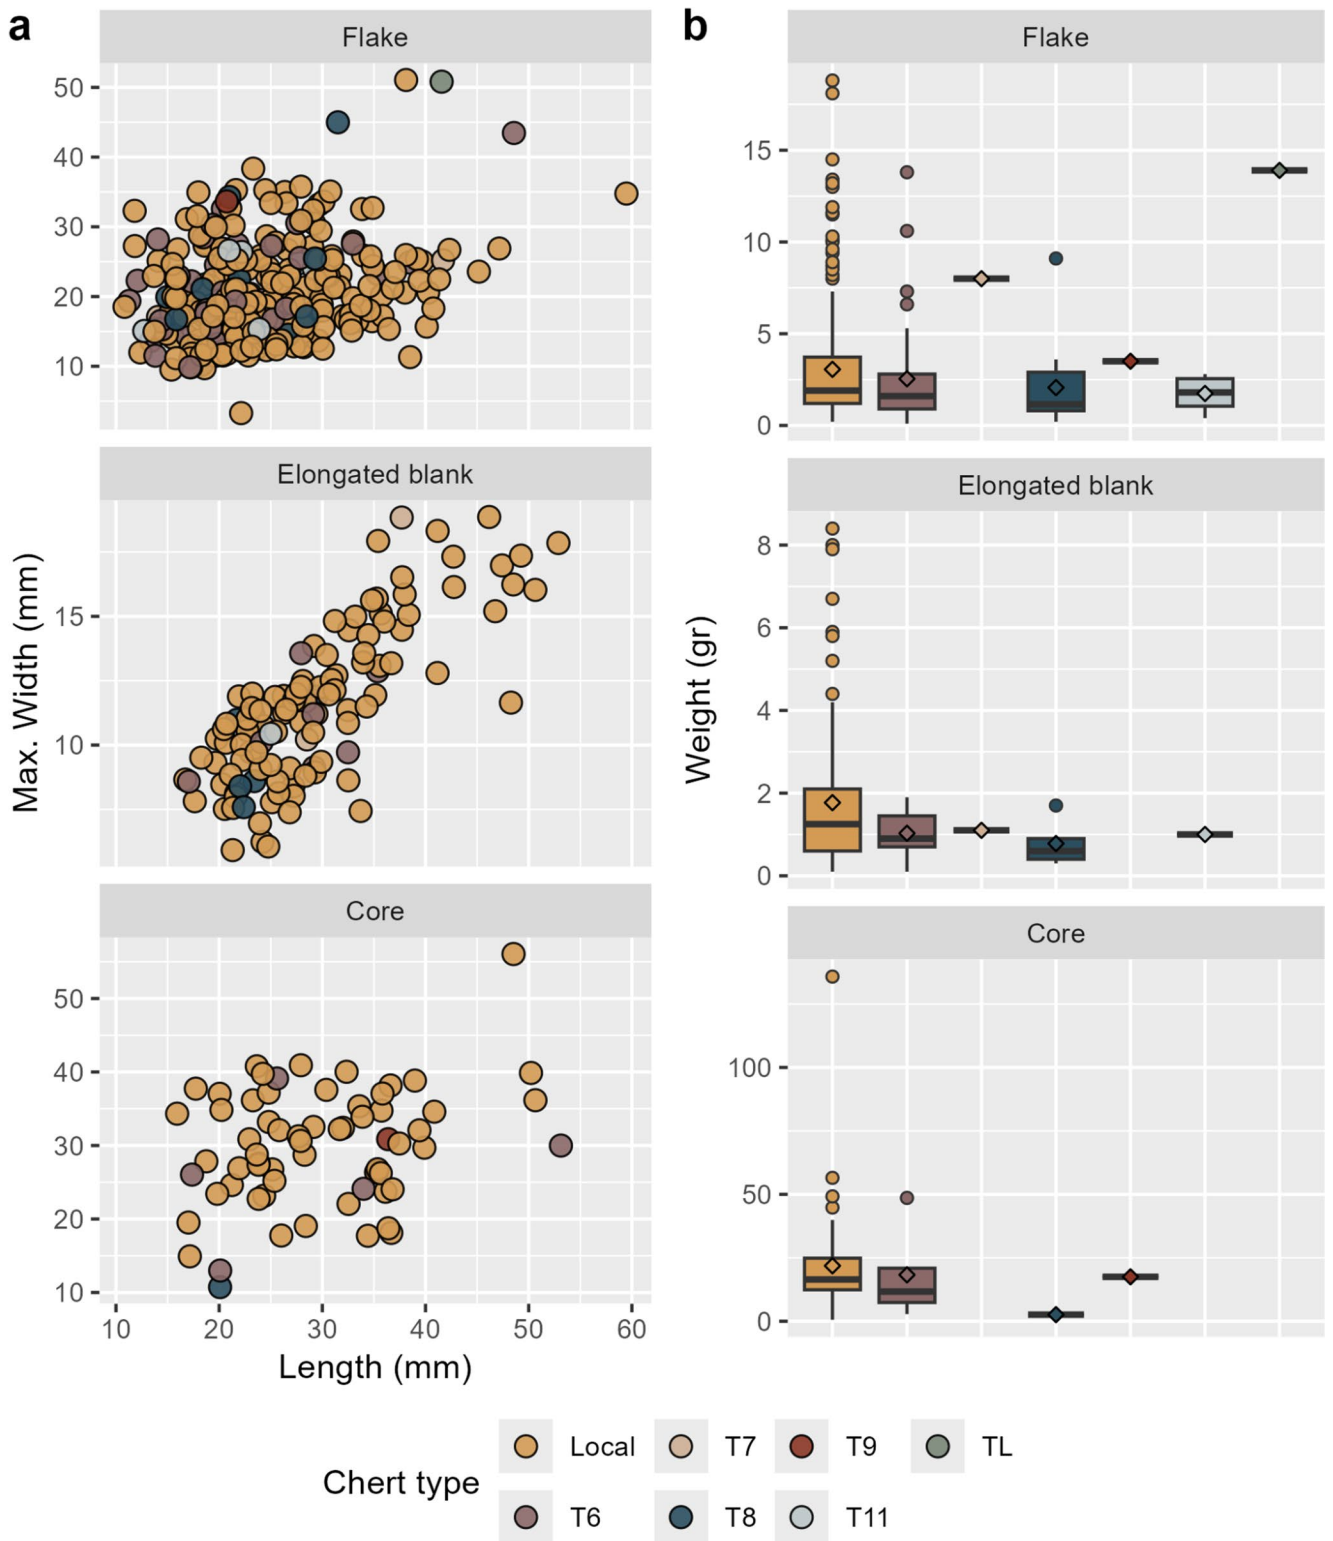 a
Flake
50
40
30
20
10
Elongated blank
15
10
Core
50
40
30
20
10
10 20 30 40 50 60
Length (mm)
Max. Width (mm)
b
Flake
15
10
5
0
Elongated blank
8
6
4
2
0
Core
100
50
0
Weight (gr)
Chert type
Local T7 T9 TL
T6 T8 T11